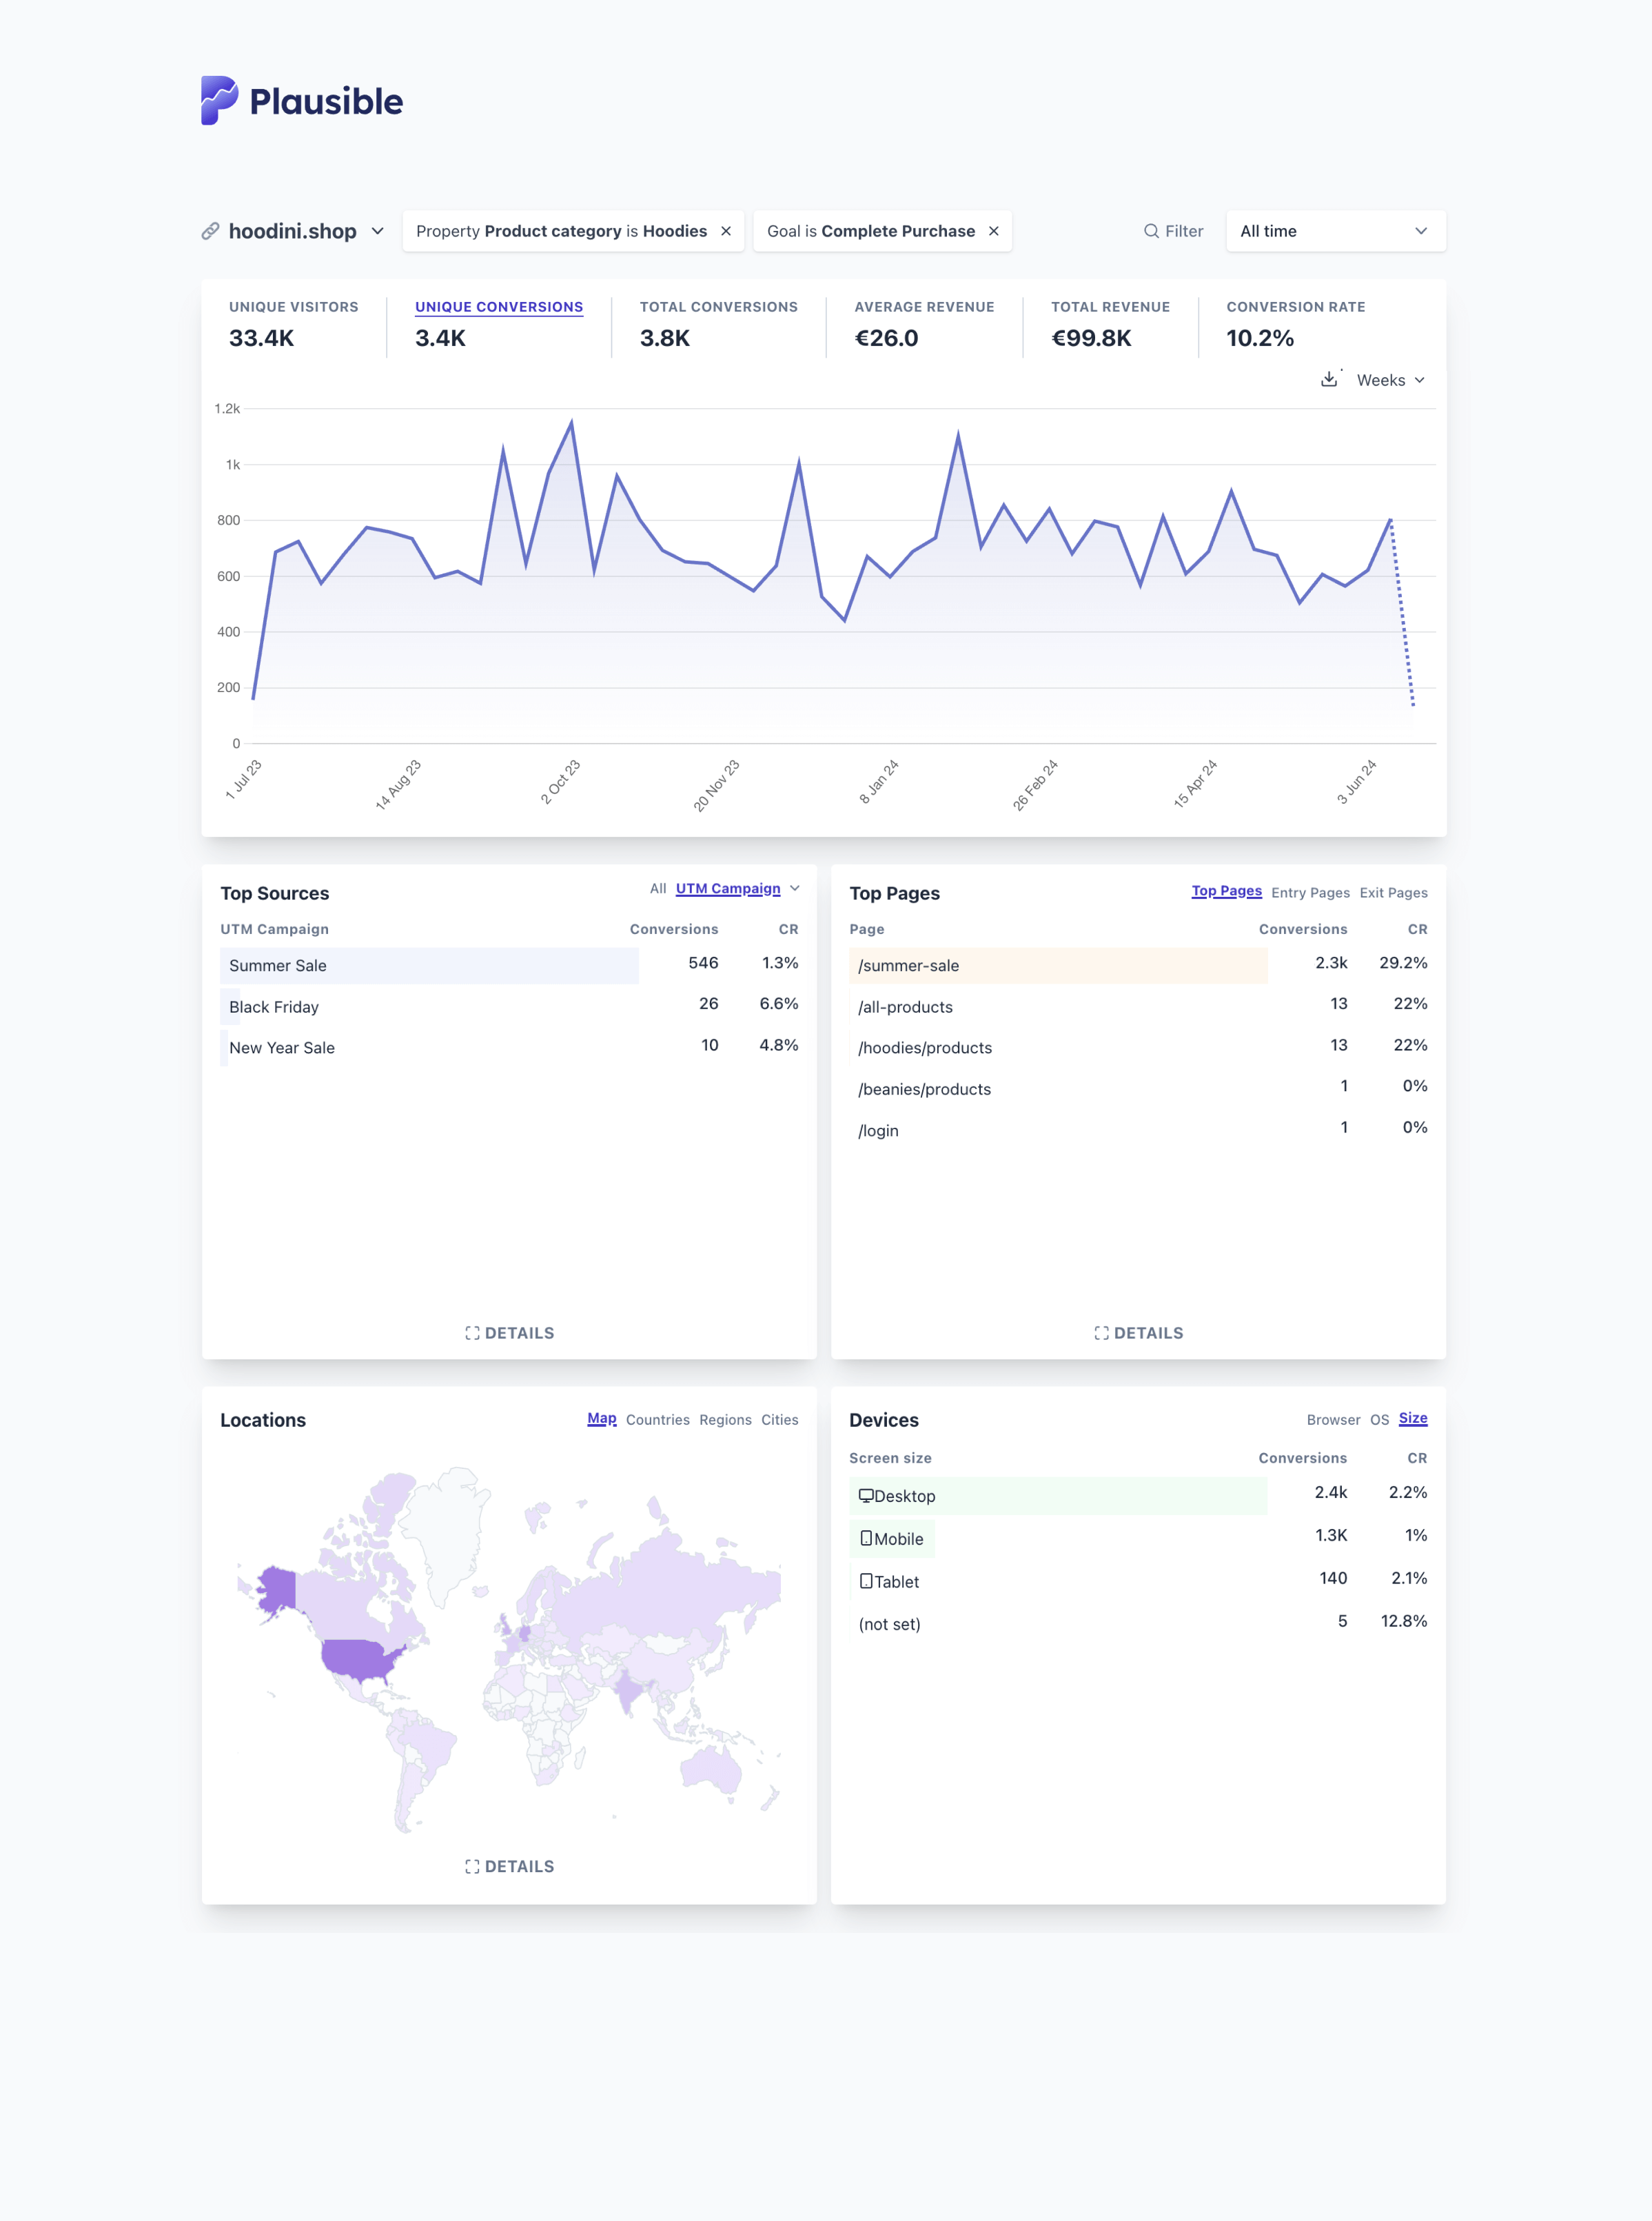 Plausible
hoodini.shop Property Product category is Hoodies × Goal is Complete Purchase × Filter All time
UNIQUE VISITORS UNIQUE CONVERSIONS TOTAL CONVERSIONS AVERAGE REVENUE TOTAL REVENUE CONVERSION RATE
33.4K 3.4K 3.8K €26.0 €99.8K 10.2%
Weeks
1.2k
1k
800
600
400
200
0
1 Jul 23 14 Aug 23 2 Oct 23 20 Nov 23 8 Jan 24 26 Feb 24 15 Apr 24 3 Jun 24
Top Sources All UTM Campaign
UTM Campaign Conversions CR
Summer Sale 546 1.3%
Black Friday 26 6.6%
New Year Sale 10 4.8%
DETAILS
Top Pages Top Pages Entry Pages Exit Pages
Page Conversions CR
/summer-sale 2.3k 29.2%
/all-products 13 22%
/hoodies/products 13 22%
/beanies/products 1 0%
/login 1 0%
DETAILS
Locations Map Countries Regions Cities
DETAILS
Devices Browser OS Size
Screen size Conversions CR
Desktop 2.4k 2.2%
Mobile 1.3K 1%
Tablet 140 2.1%
(not set) 5 12.8%